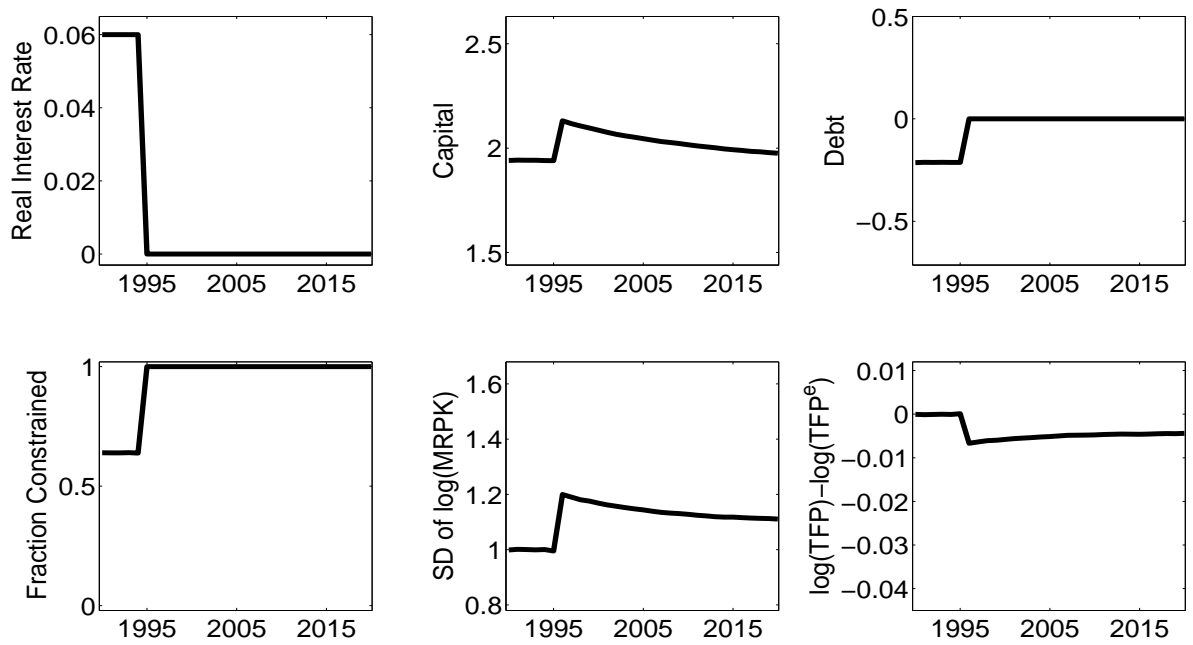 Real Interest Rate
0.06
0.04
0.02
0
1995 2005 2015
Capital
2.5
2
1.5
1995 2005 2015
Debt
0.5
0
−0.5
1995 2005 2015
Fraction Constrained
1
0.5
0
1995 2005 2015
SD of log(MRPK)
1.6
1.4
1.2
1
0.8
1995 2005 2015
log(TFP)−log(TFPᵉ)
0.01
0
−0.01
−0.02
−0.03
−0.04
1995 2005 2015